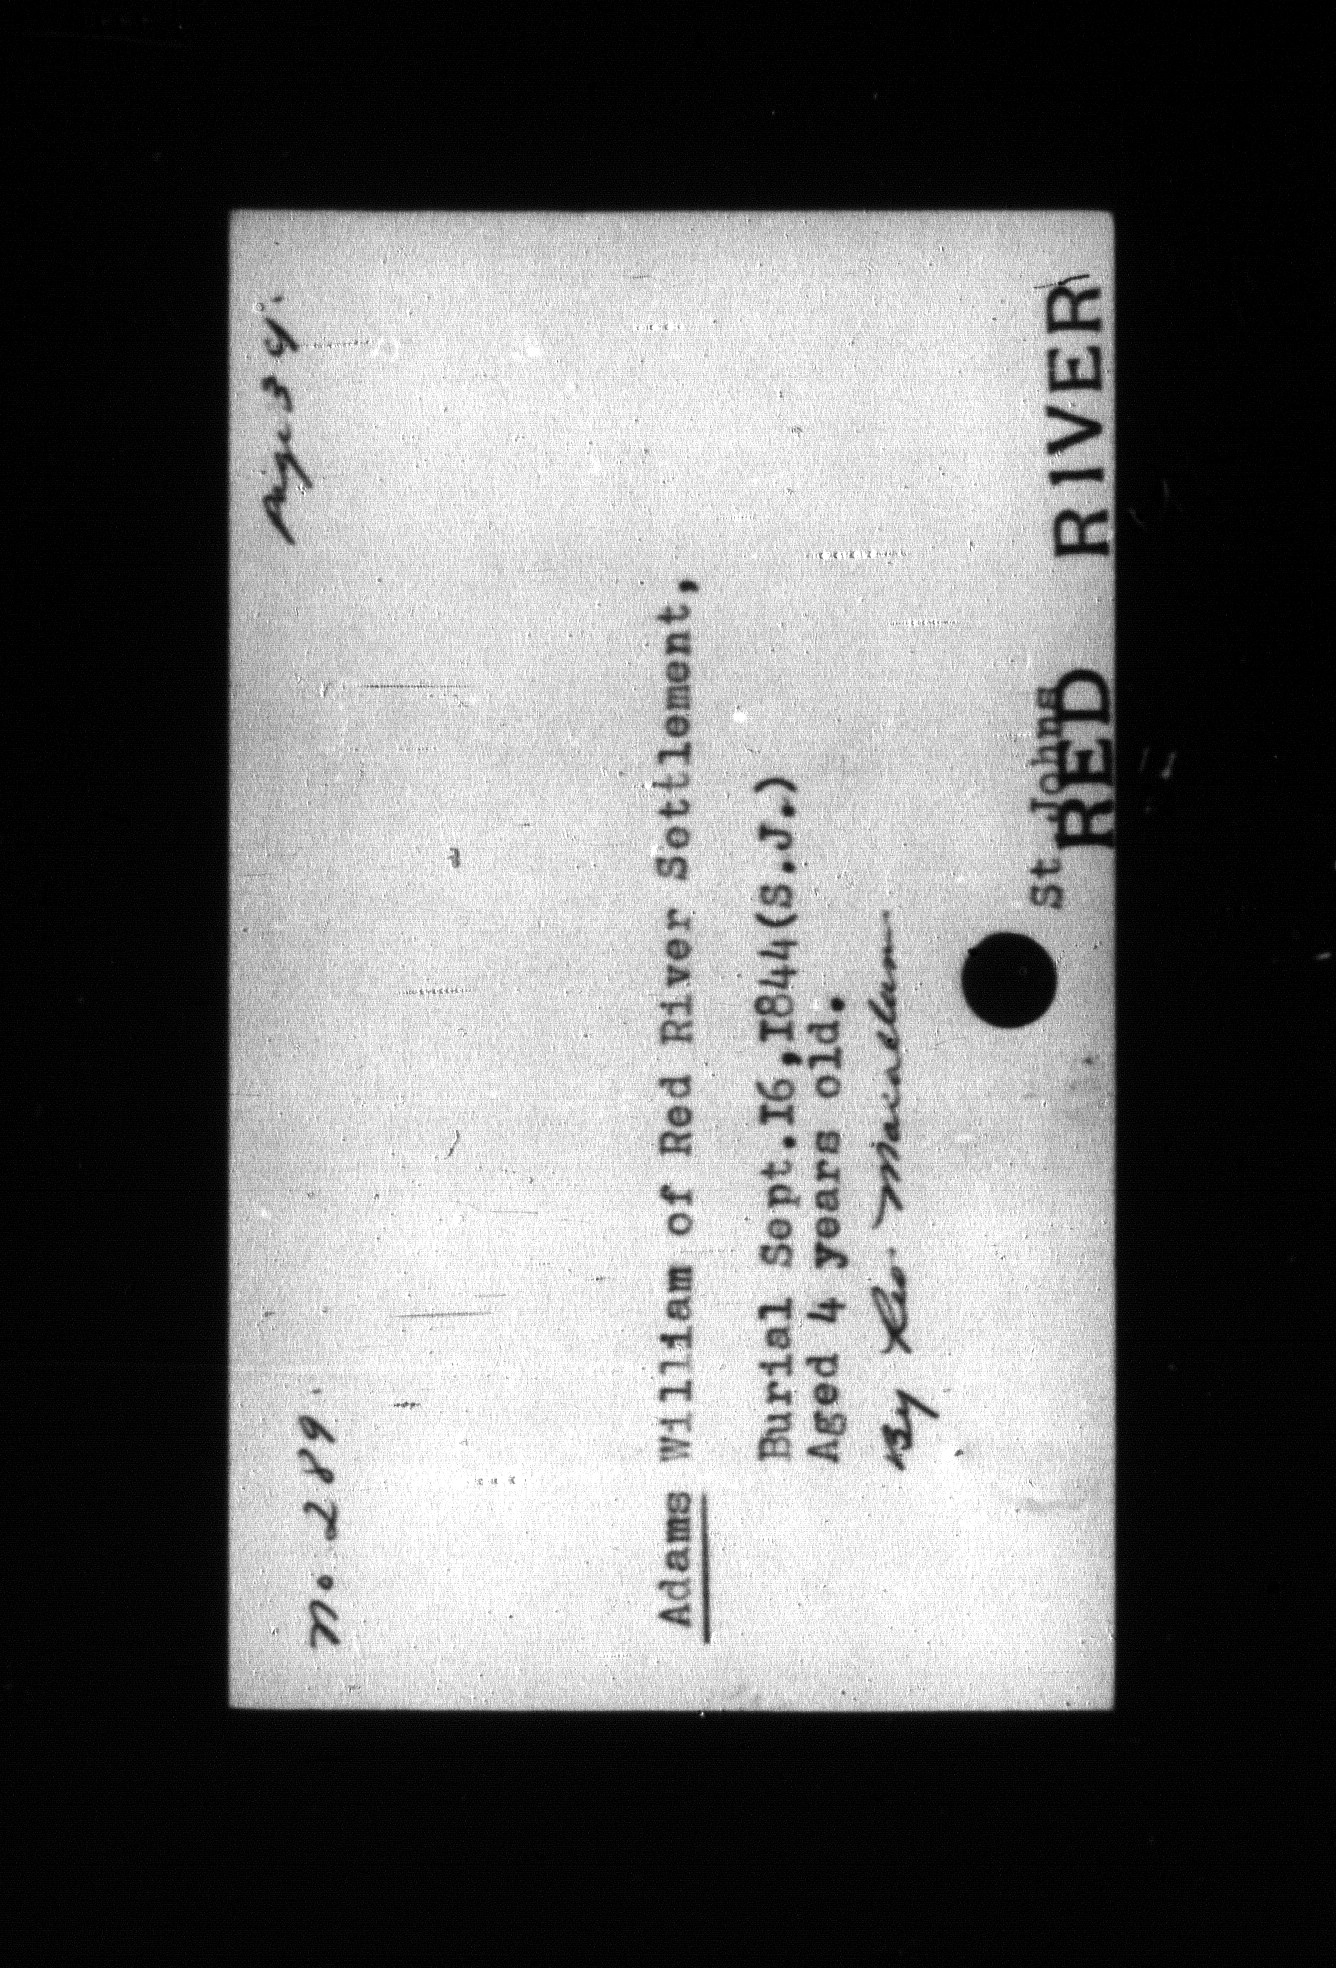 No. 289.
Page 34.
Adams William of Red River Settlement,
Burial Sept.I6,I844(S.J.)
Aged 4 years old.
By Rev. Macallum
St. Johns
RED RIVER